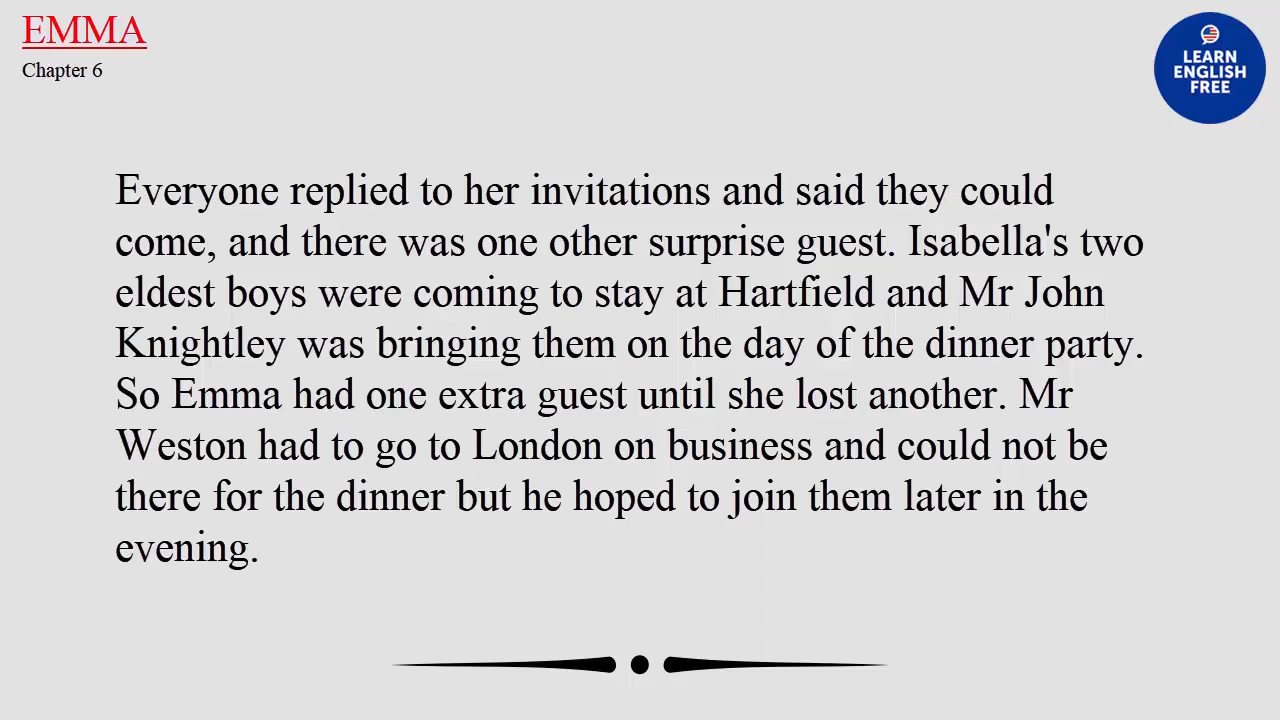 EMMA
Chapter 6
LEARN
ENGLISH
FREE
Everyone replied to her invitations and said they could
come, and there was one other surprise guest. Isabella's two
eldest boys were coming to stay at Hartfield and Mr John
Knightley was bringing them on the day of the dinner party.
So Emma had one extra guest until she lost another. Mr
Weston had to go to London on business and could not be
there for the dinner but he hoped to join them later in the
evening.